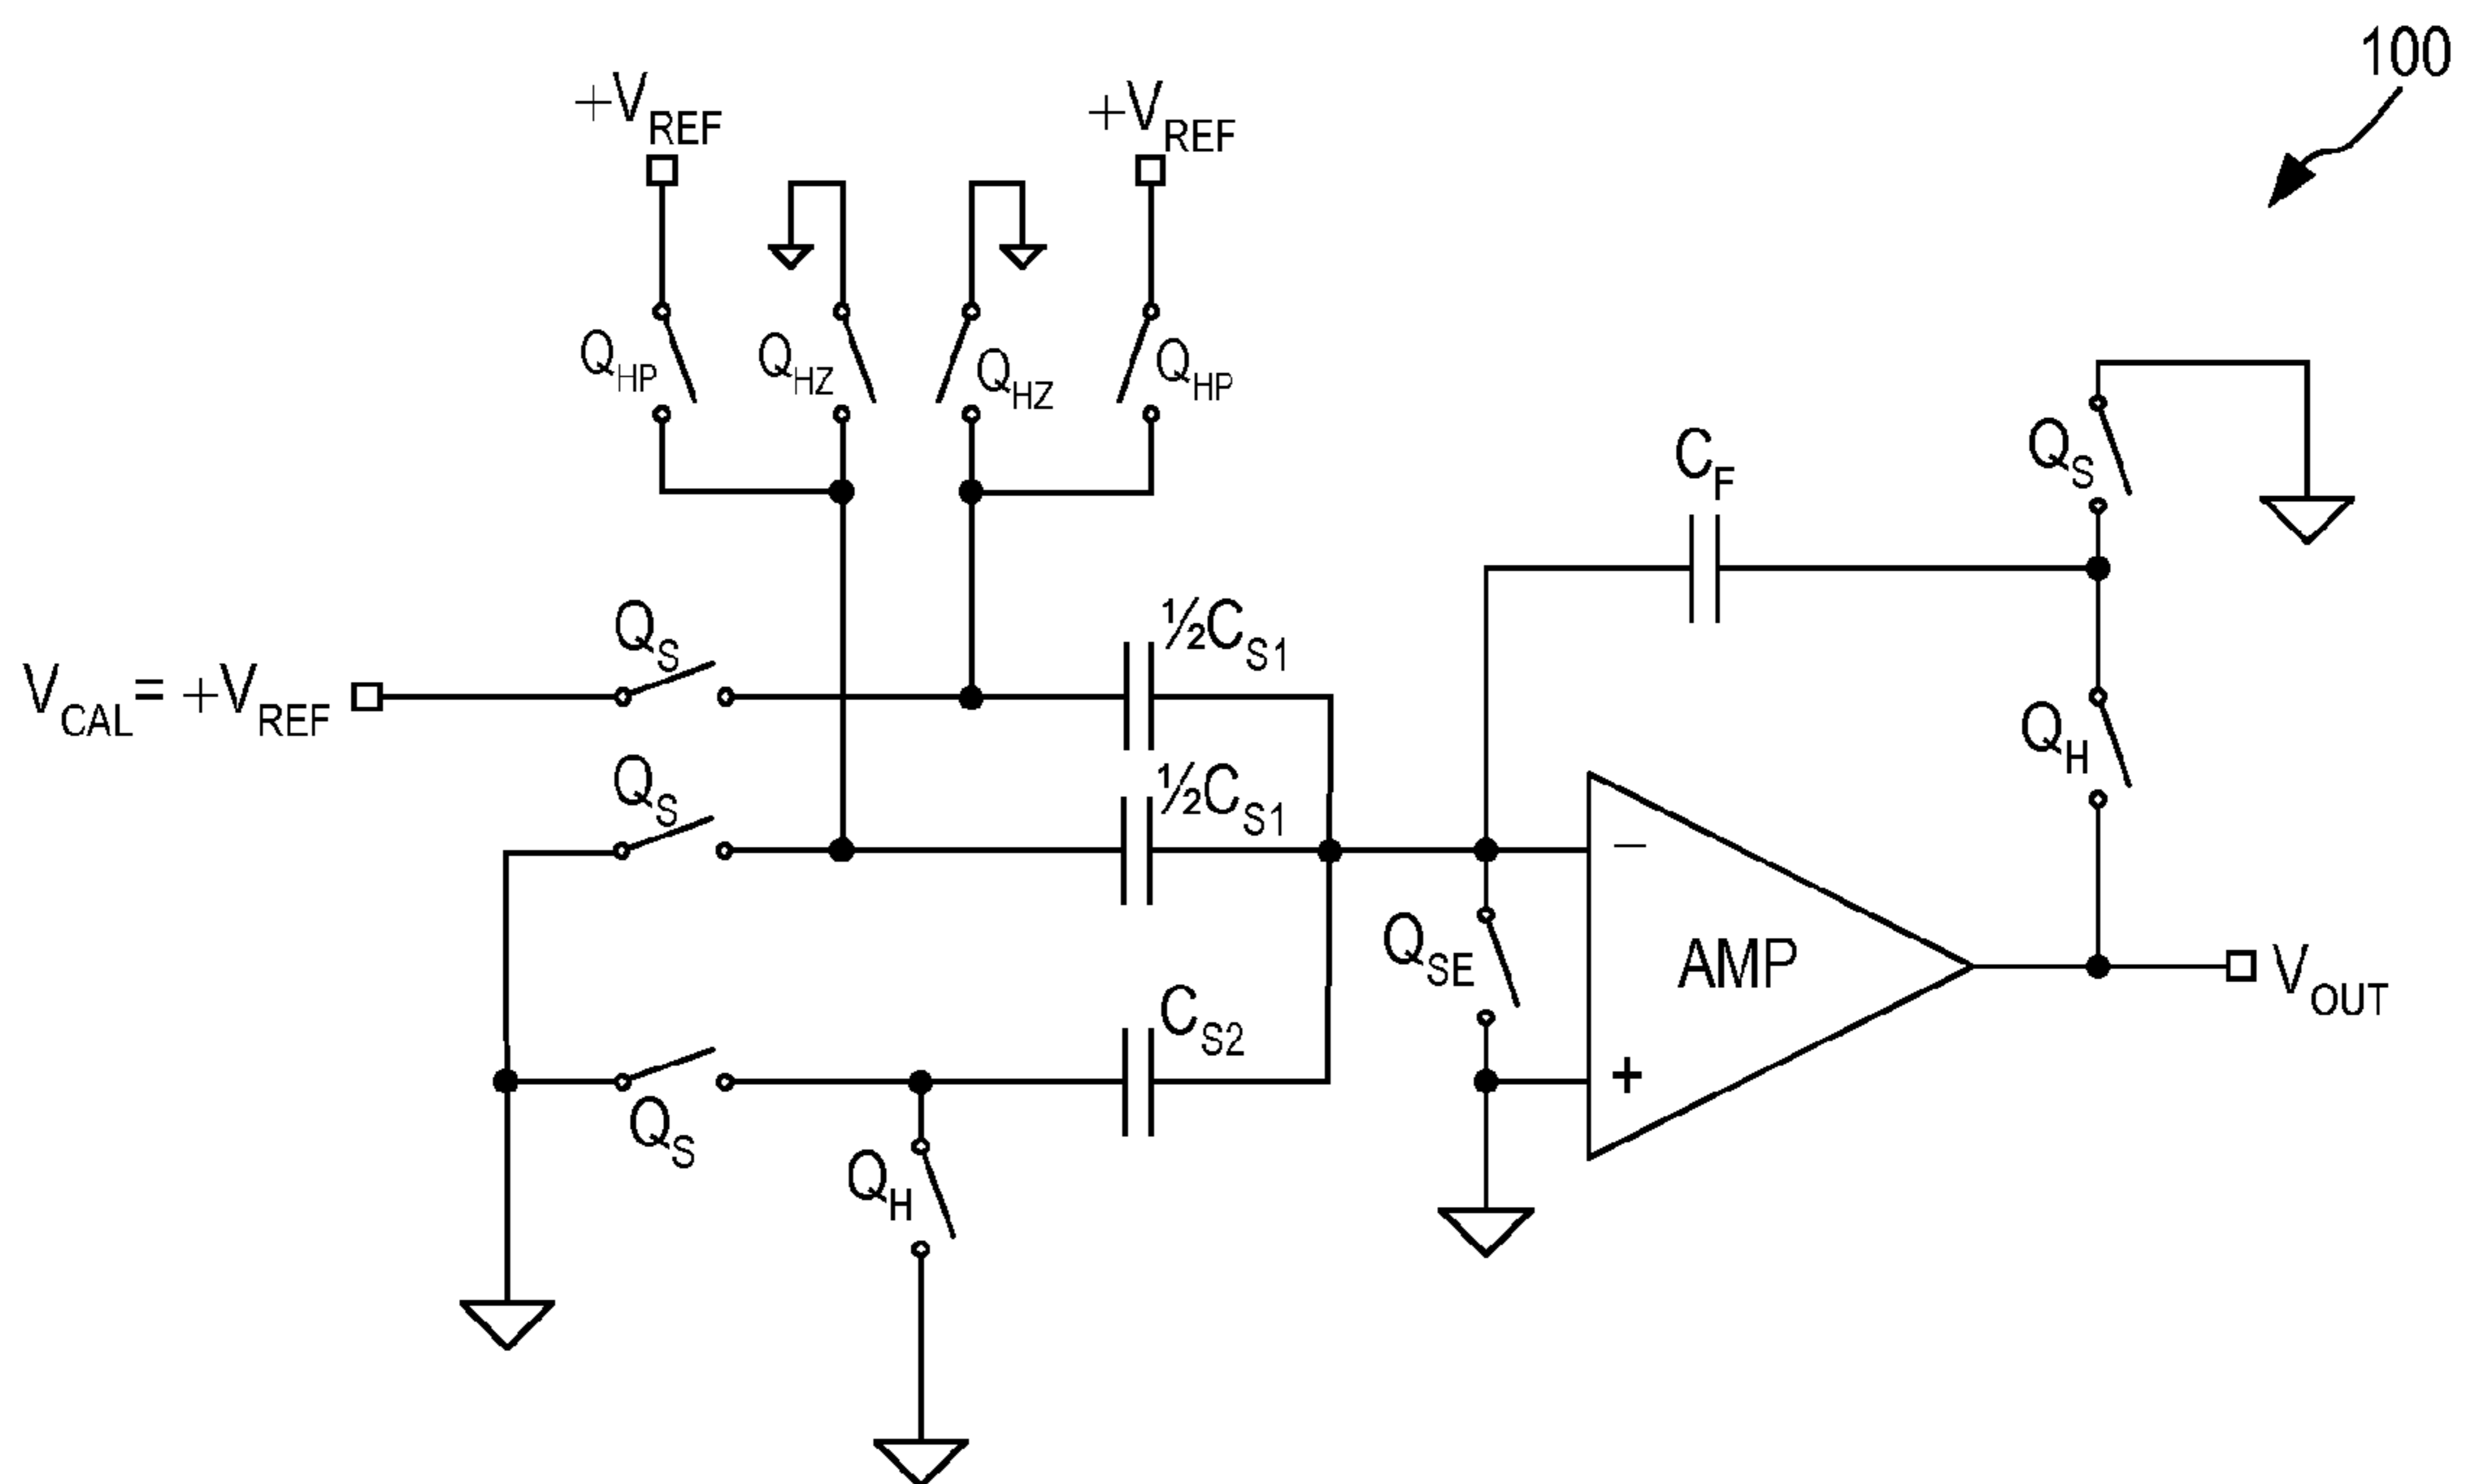 100
+VREF
+VREF
QHP
QHZ
QHZ
QHP
QS
CF
QS
½CS1
VCAL= +VREF
QH
QS
½CS1
QSE
−
AMP
+
VOUT
CS2
QS
QH